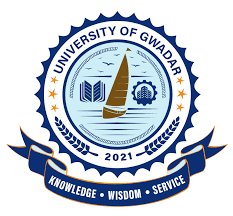 UNIVERSITY OF GWADAR
2021
KNOWLEDGE • WISDOM • SERVICE